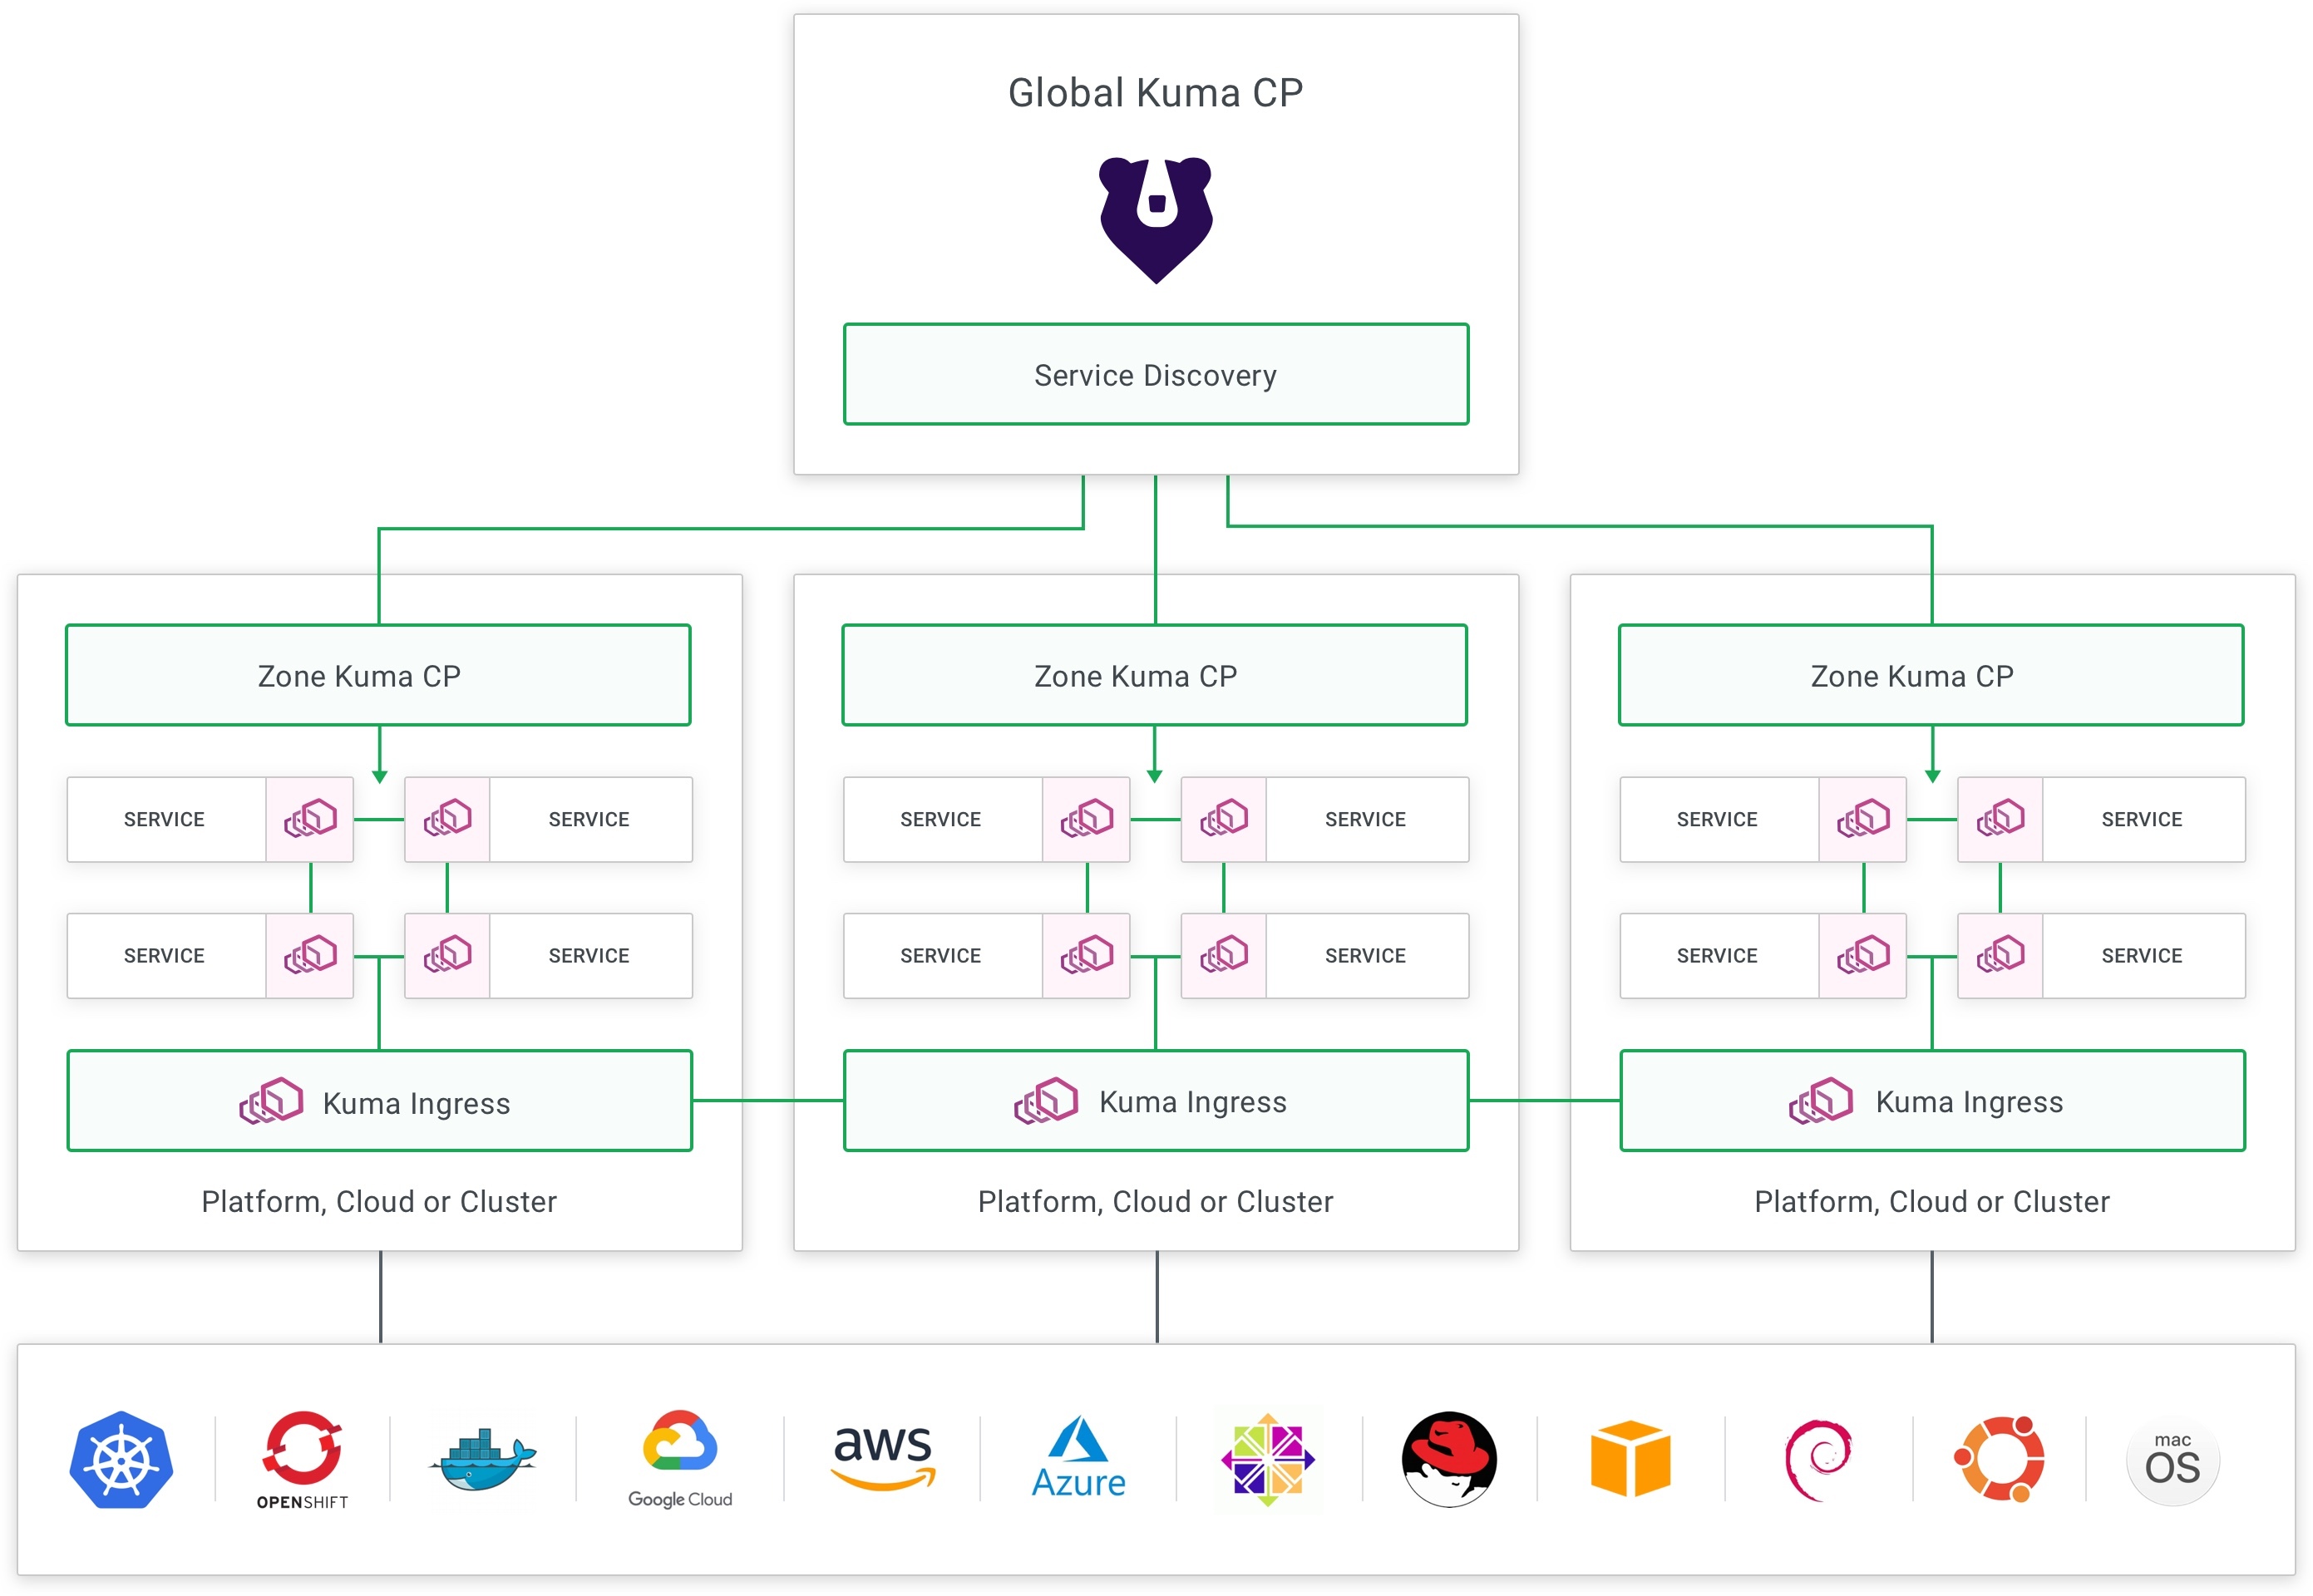 Global Kuma CP
Service Discovery
Zone Kuma CP
Zone Kuma CP
Zone Kuma CP
SERVICE
SERVICE
SERVICE
SERVICE
SERVICE
SERVICE
SERVICE
SERVICE
SERVICE
SERVICE
SERVICE
SERVICE
Kuma Ingress
Kuma Ingress
Kuma Ingress
Platform, Cloud or Cluster
Platform, Cloud or Cluster
Platform, Cloud or Cluster
OPENSHIFT
Google Cloud
aws
Azure
mac
OS